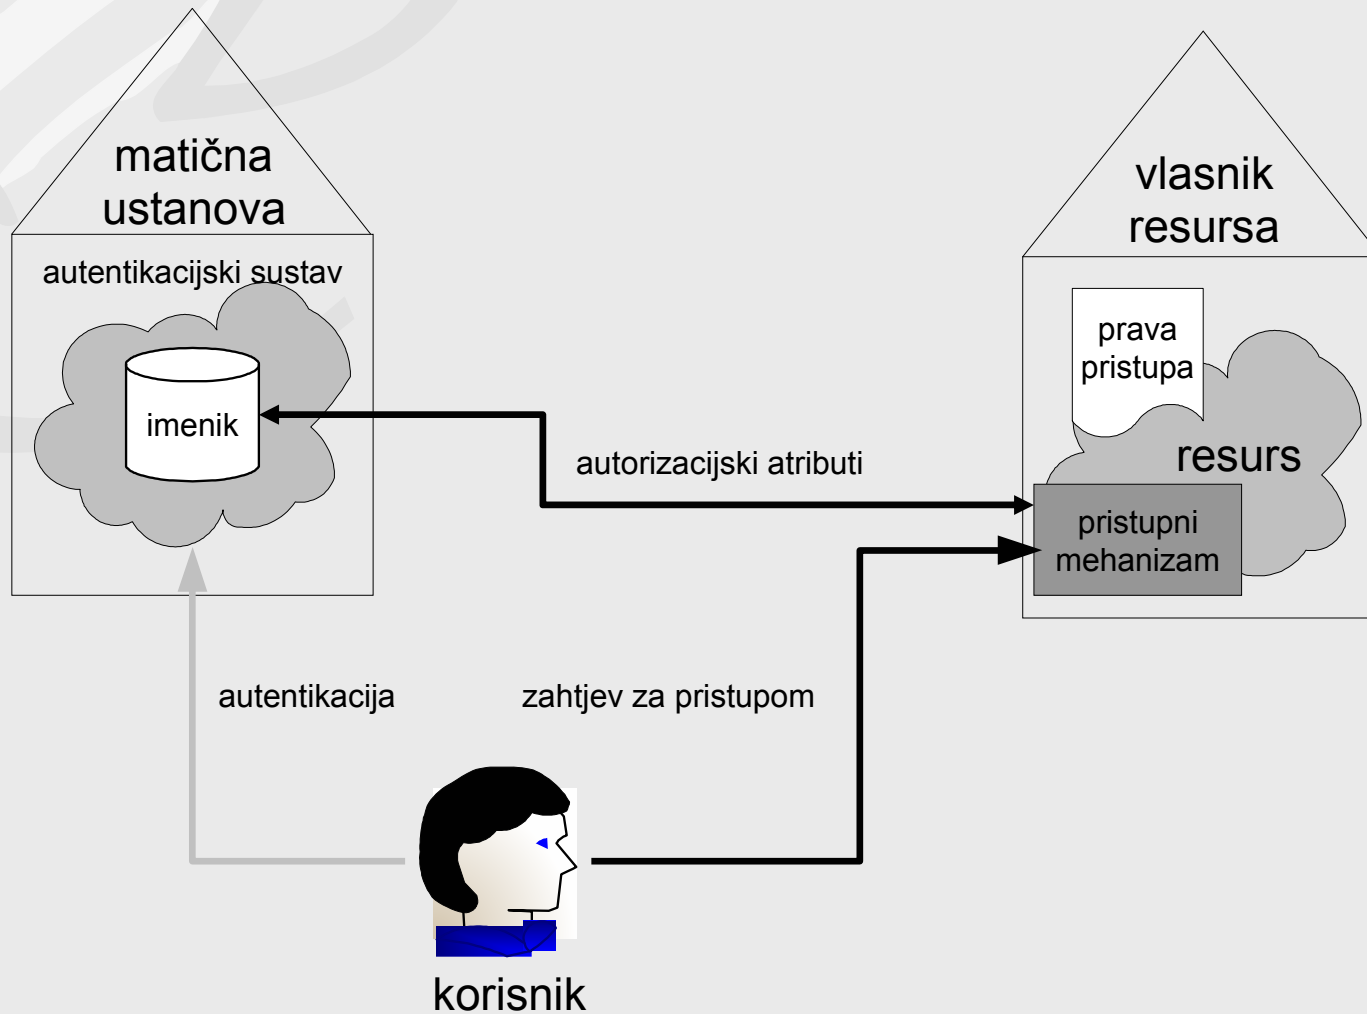 matična
ustanova
autentikacijski sustav
imenik
vlasnik
resursa
prava
pristupa
resurs
pristupni
mehanizam
autorizacijski atributi
autentikacija
zahtjev za pristupom
korisnik